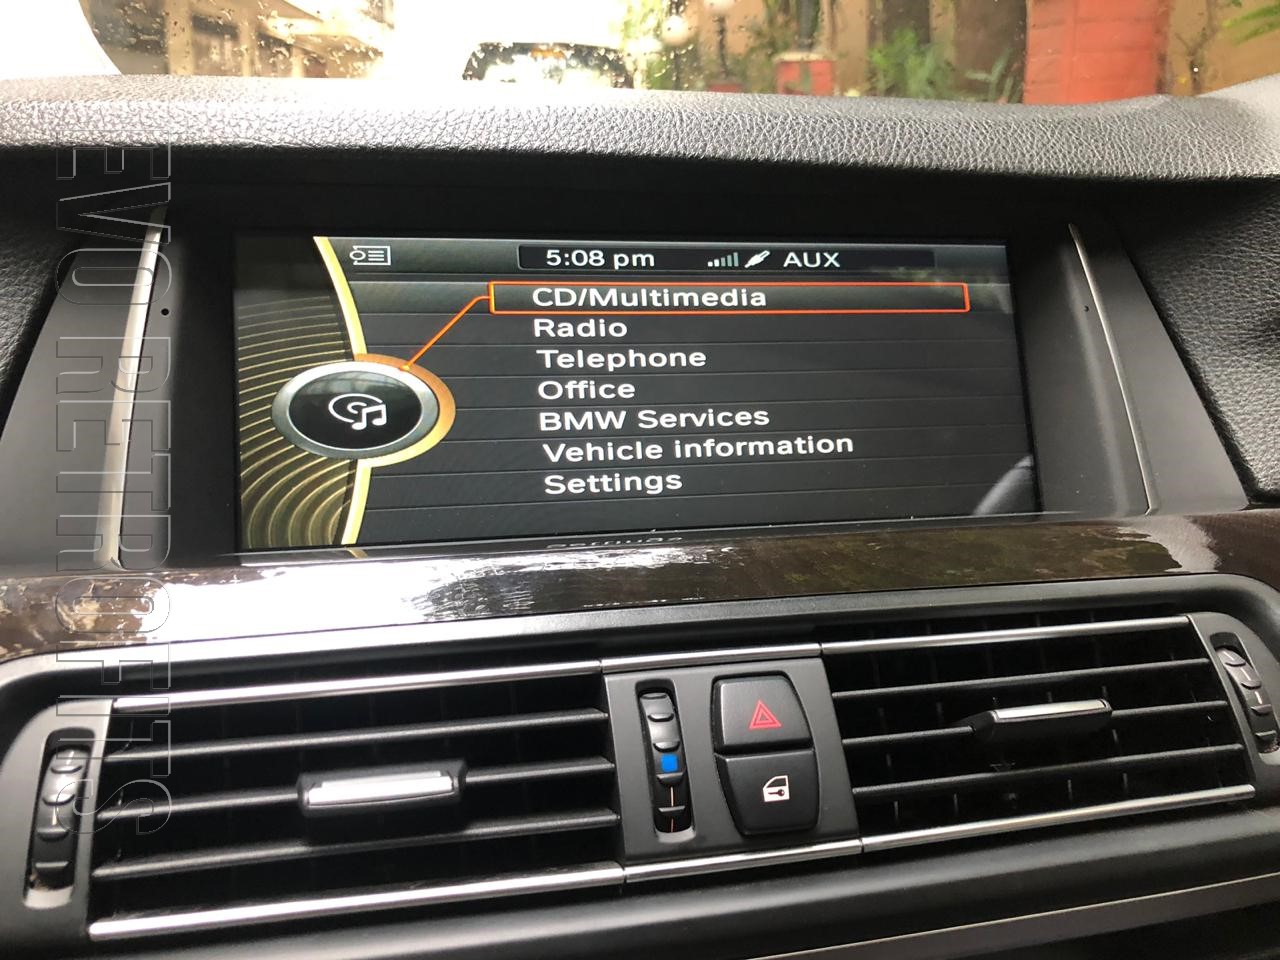 5:08 pm AUX
CD/Multimedia
Radio
Telephone
Office
BMW Services
Vehicle information
Settings
EVO RETROFITS